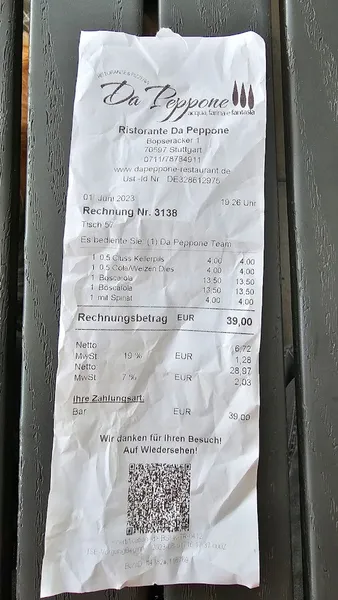 Da Peppone
acqua, farina e fantasia
Ristorante Da Peppone
Bopseräcker 1
70597 Stuttgart
0711/78784911
www.dapeppone-restaurant.de
Ust.-Id Nr. DE328612975
01. Juni 2023 19:26 Uhr
Rechnung Nr. 3138
Tisch 57
Es bediente Sie: (1) Da Peppone Team
1 0,5 Cluss Kellerpils 4,00 4,00
1 0,5 Cola/Weizen Dies 4,00 4,00
1 Boscaiola 13,50 13,50
1 Boscaiola 13,50 13,50
1 mit Spinat 4,00 4,00
Rechnungsbetrag EUR 39,00
Netto 6,72
MwSt 19 % EUR 1,28
Netto 28,97
MwSt 7 % EUR 2,03
Ihre Zahlungsart:
Bar EUR 39,00
Wir danken für Ihren Besuch!
Auf Wiedersehen!